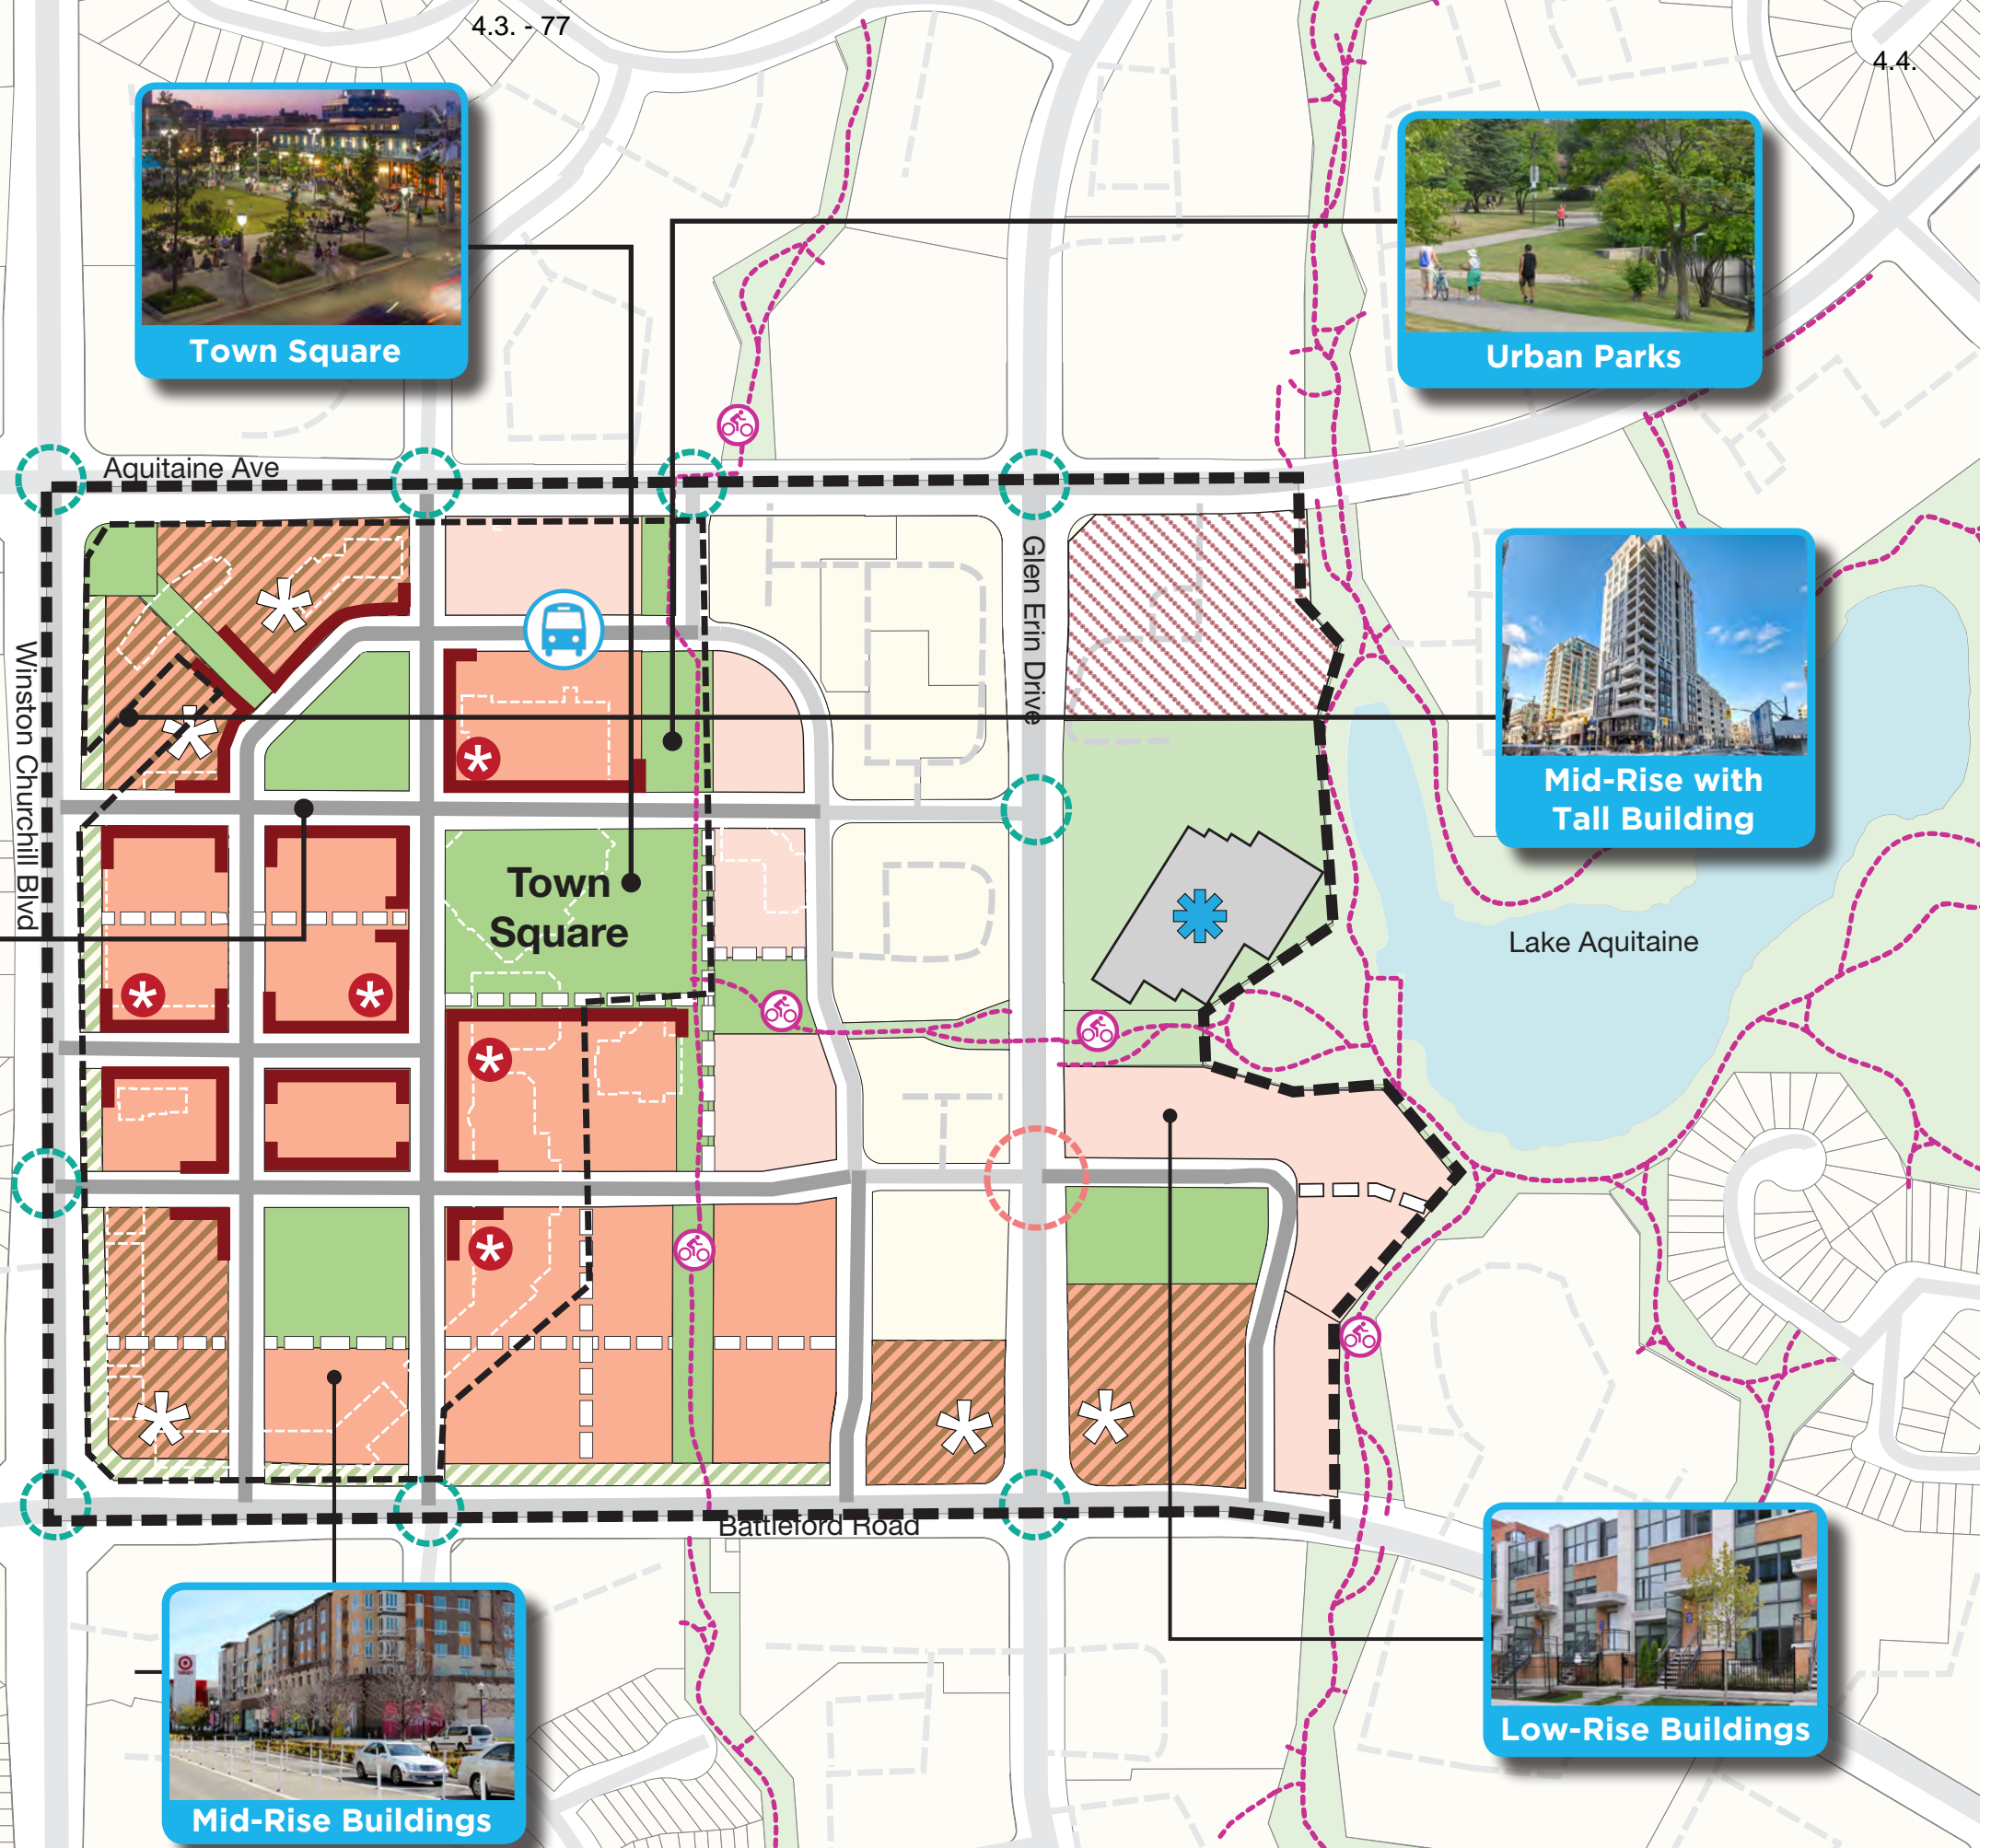 4.3. - 77
4.4.
Town Square
Urban Parks
Aquitaine Ave
Glen Erin Drive
Winston Churchill Blvd
Mid-Rise with
Tall Building
Town
Square
Lake Aquitaine
Battleford Road
TARGET
Low-Rise Buildings
Mid-Rise Buildings